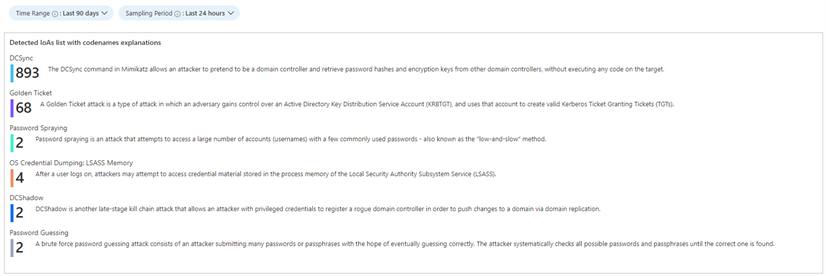 Time Range ⓘ : Last 90 days Sampling Period ⓘ : Last 24 hours
Detected IoAs list with codenames explanations
DCSync
893 The DCSync command in Mimikatz allows an attacker to pretend to be a domain controller and retrieve password hashes and encryption keys from other domain controllers, without executing any code on the target.
Golden Ticket
68 A Golden Ticket attack is a type of attack in which an adversary gains control over an Active Directory Key Distribution Service Account (KRBTGT), and uses that account to create valid Kerberos Ticket Granting Tickets (TGTs).
Password Spraying
2 Password spraying is an attack that attempts to access a large number of accounts (usernames) with a few commonly used passwords - also known as the "low-and-slow" method.
OS Credential Dumping: LSASS Memory
4 After a user logs on, attackers may attempt to access credential material stored in the process memory of the Local Security Authority Subsystem Service (LSASS).
DCShadow
2 DCShadow is another late-stage kill chain attack that allows an attacker with privileged credentials to register a rogue domain controller in order to push changes to a domain via domain replication.
Password Guessing
2 A brute force password guessing attack consists of an attacker submitting many passwords or passphrases with the hope of eventually guessing correctly. The attacker systematically checks all possible passwords and passphrases until the correct one is found.